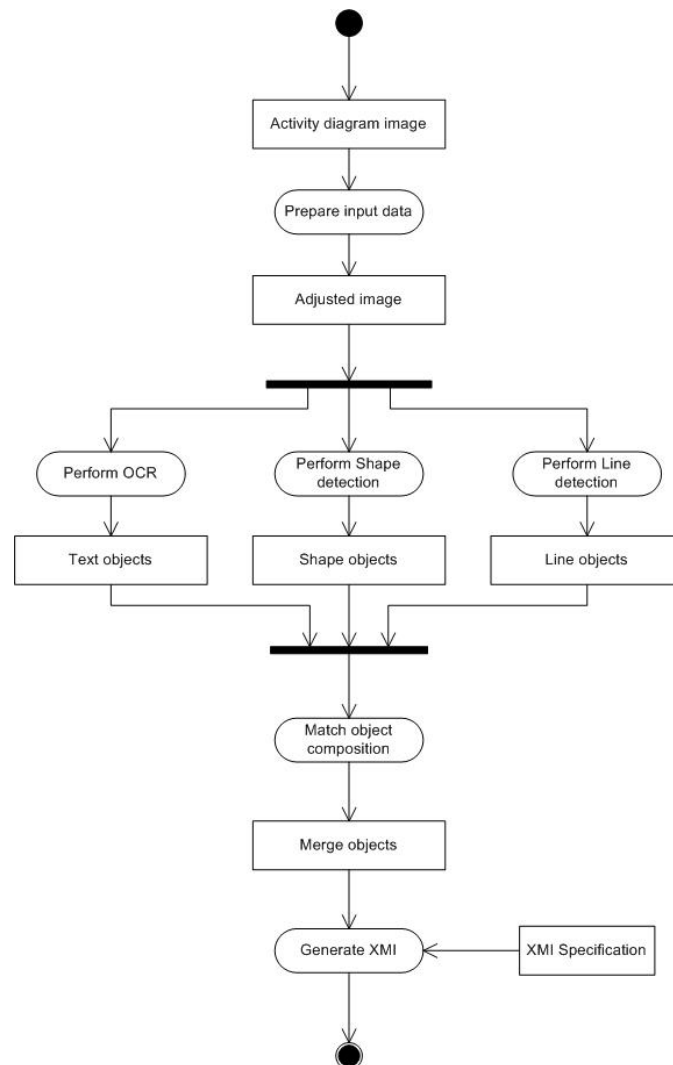 Activity diagram image
Prepare input data
Adjusted image
Perform OCR
Perform Shape
detection
Perform Line
detection
Text objects
Shape objects
Line objects
Match object
composition
Merge objects
Generate XMI
XMI Specification